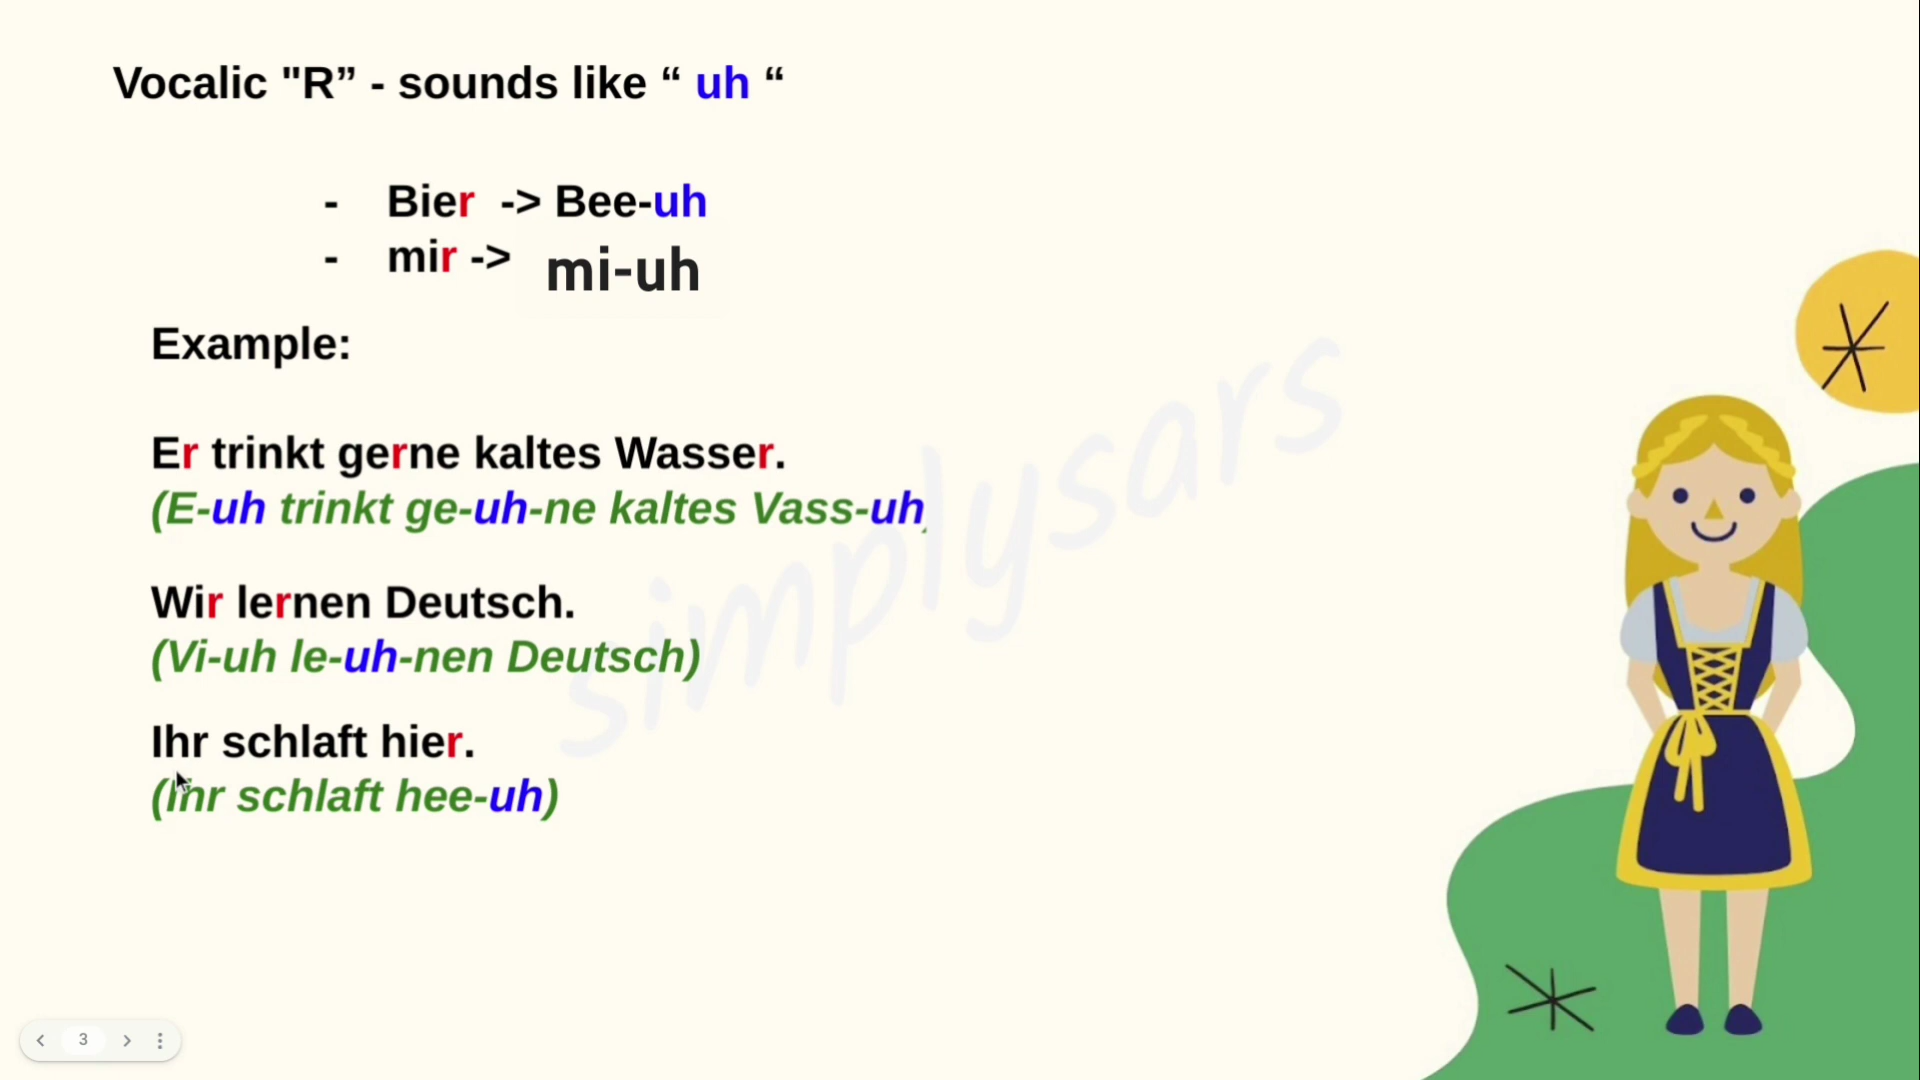 Vocalic "R” - sounds like “ uh “
- Bier -> Bee-uh
- mir -> mi-uh
Example:
Er trinkt gerne kaltes Wasser.
(E-uh trinkt ge-uh-ne kaltes Vass-uh)
Wir lernen Deutsch.
(Vi-uh le-uh-nen Deutsch)
Ihr schlaft hier.
(Ihr schlaft hee-uh)
simplysars
3